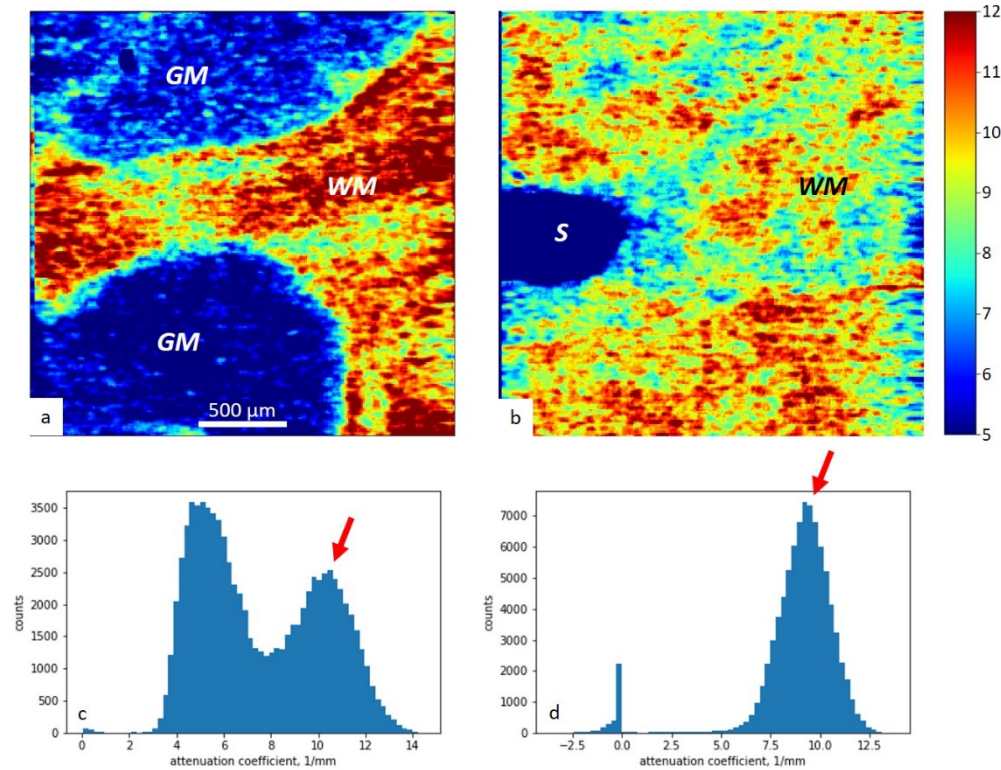 GM
WM
GM
500 μm
a
S
WM
b
12
11
10
9
8
7
6
5
counts
3500
3000
2500
2000
1500
1000
500
0
c
0 2 4 6 8 10 12 14
attenuation coefficient, 1/mm
counts
7000
6000
5000
4000
3000
2000
1000
0
d
-2.5 0.0 2.5 5.0 7.5 10.0 12.5
attenuation coefficient, 1/mm